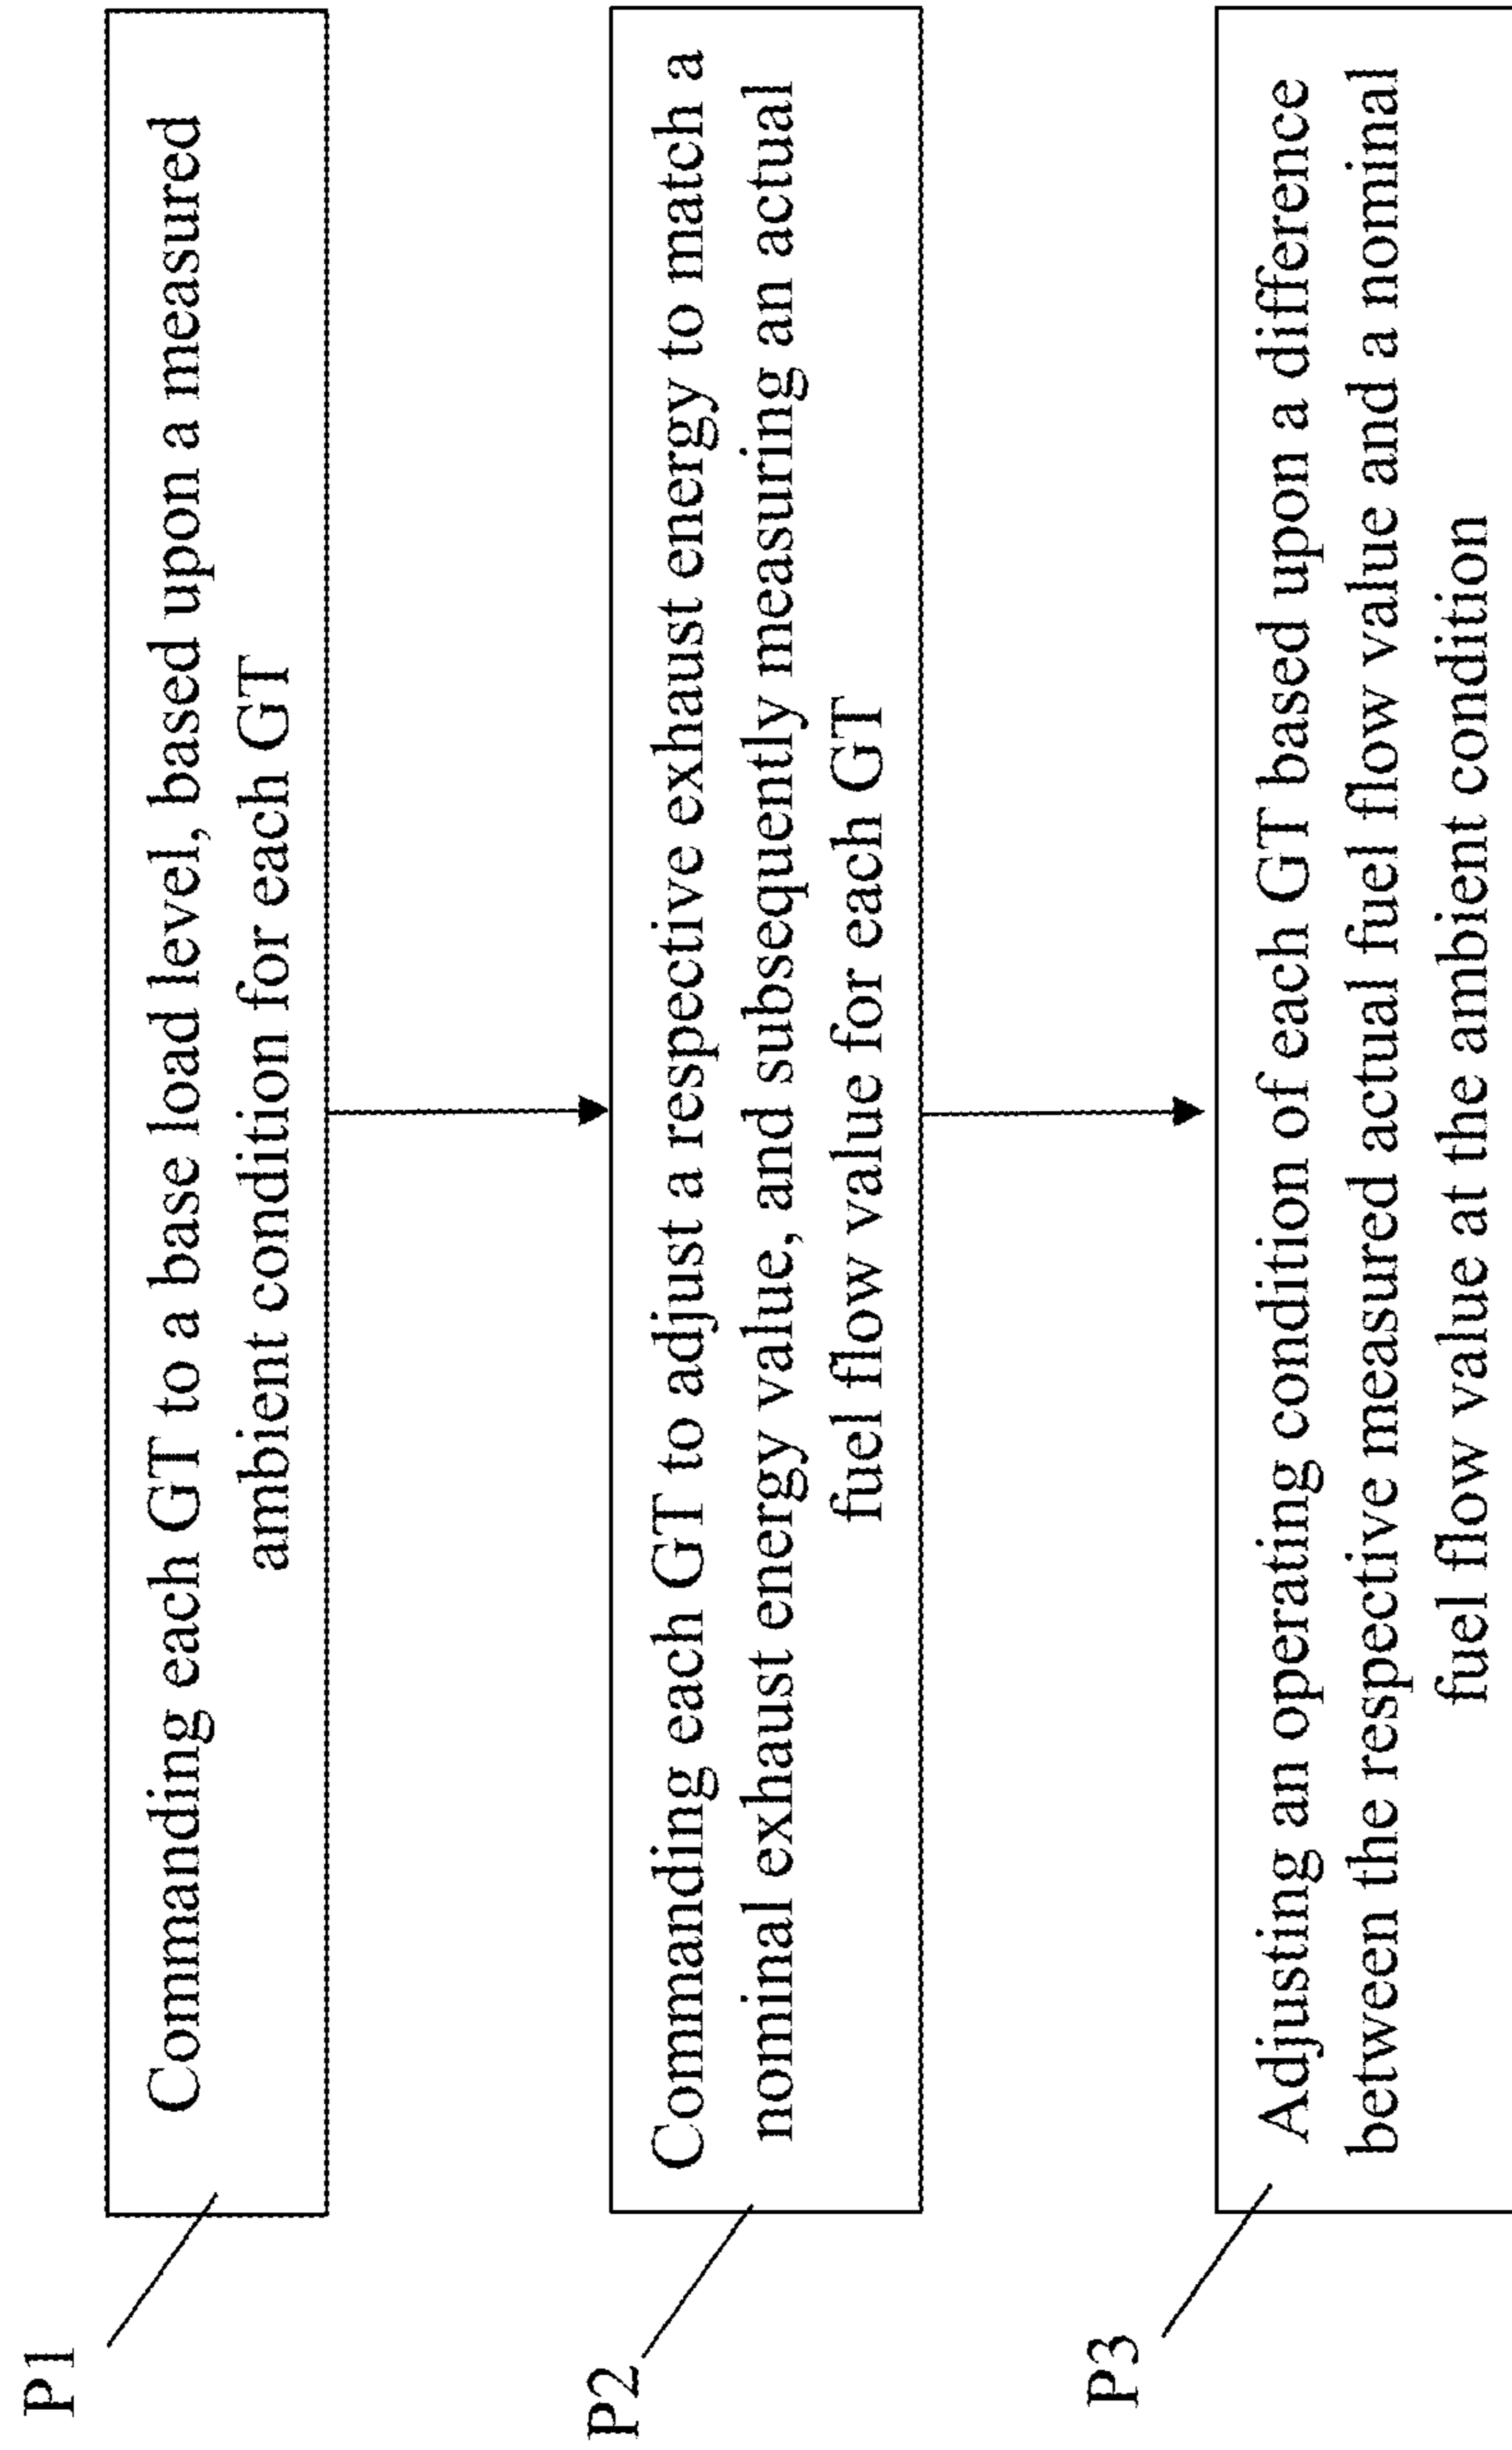 P1
Commanding each GT to a base load level, based upon a measured
ambient condition for each GT
P2
Commanding each GT to adjust a respective exhaust energy to match a
nominal exhaust energy value, and subsequently measuring an actual
fuel flow value for each GT
P3
Adjusting an operating condition of each GT based upon a difference
between the respective measured actual fuel flow value and a nominal
fuel flow value at the ambient condition